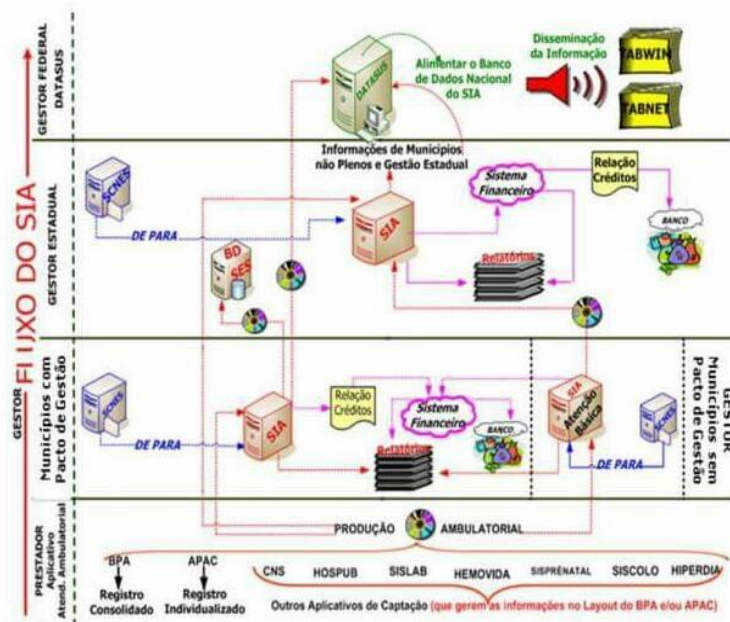 FLUXO DO SIA
GESTOR FEDERAL
DATASUS
DATASUS
Alimentar o Banco
de Dados Nacional
do SIA
Disseminação
da Informação
TABWIN
TABNET
Informações de Municípios
não Plenos e Gestão Estadual
GESTOR ESTADUAL
SCNES
DE PARA
BD
SES
SIA
Sistema
Financeiro
Relação
Créditos
BANCO
Relatórios
GESTOR
Municípios com
Pacto de Gestão
SCNES
DE PARA
SIA
Relação
Créditos
Sistema
Financeiro
BANCO
Relatórios
SIA
Atenção
Básica
SCNES
DE PARA
GESTOR
Municípios sem
Pacto de Gestão
PRESTADOR
Aplicativo
Atend. Ambulatorial
PRODUÇÃO AMBULATORIAL
BPA
Registro
Consolidado
APAC
Registro
Individualizado
CNS HOSPUB SISLAB HEMOVIDA SISPRÉNATAL SISCOLO HIPERDIA
Outros Aplicativos de Captação (que gerem as informações no Layout do BPA e/ou APAC)